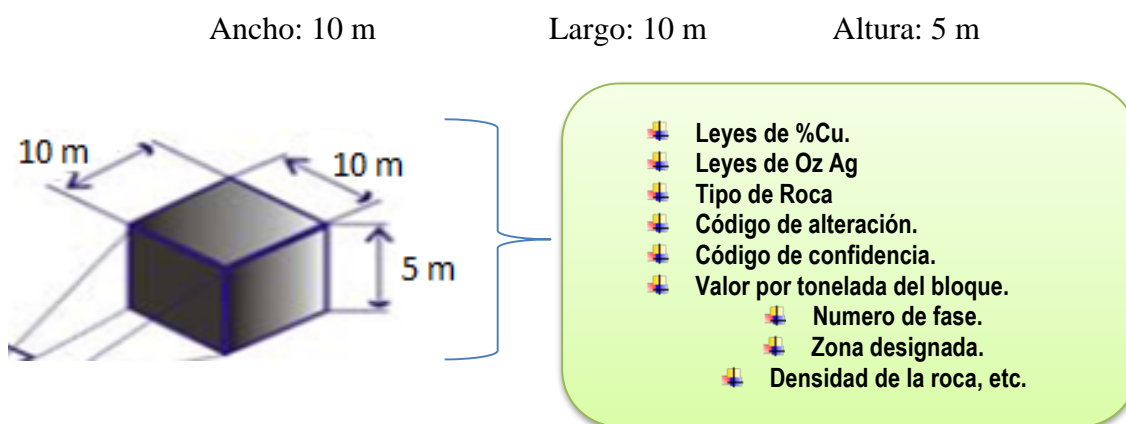 Ancho: 10 m Largo: 10 m Altura: 5 m
10 m
10 m
5 m
Leyes de %Cu.
Leyes de Oz Ag
Tipo de Roca
Código de alteración.
Código de confidencia.
Valor por tonelada del bloque.
Numero de fase.
Zona designada.
Densidad de la roca, etc.